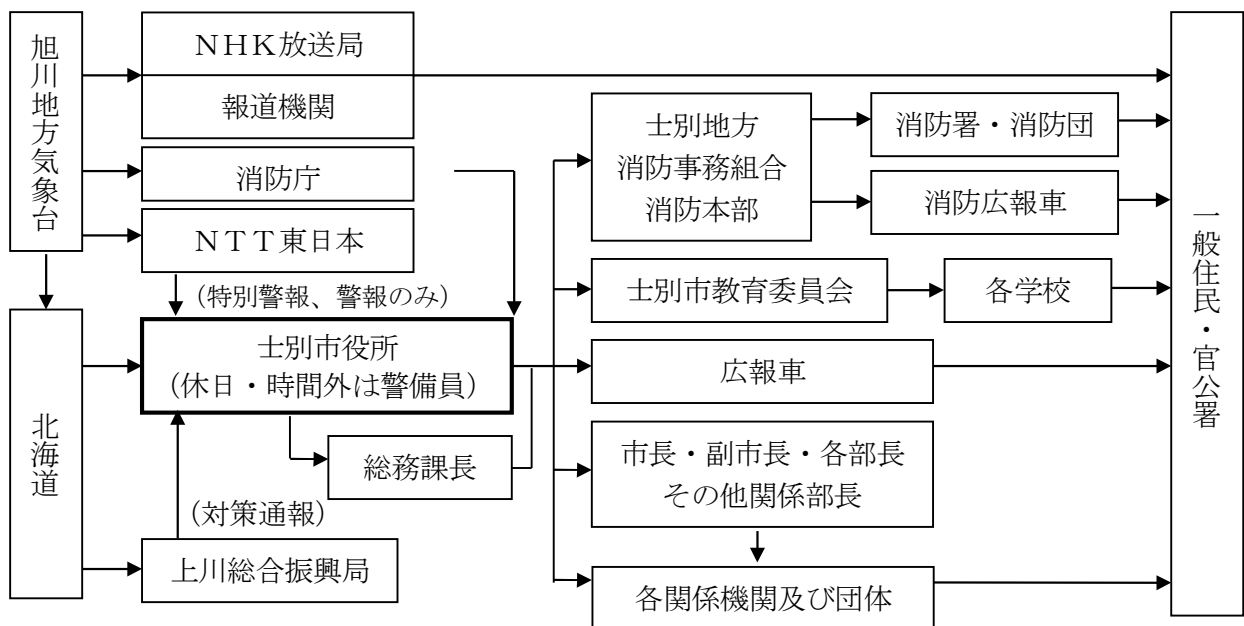 旭川地方気象台
NHK放送局
報道機関
消防庁
NTT東日本
(特別警報、警報のみ)
北海道
士別市役所
(休日・時間外は警備員)
総務課長
(対策通報)
上川総合振興局
士別地方
消防事務組合
消防本部
消防署・消防団
消防広報車
士別市教育委員会
各学校
広報車
市長・副市長・各部長
その他関係部長
各関係機関及び団体
一般住民・官公署